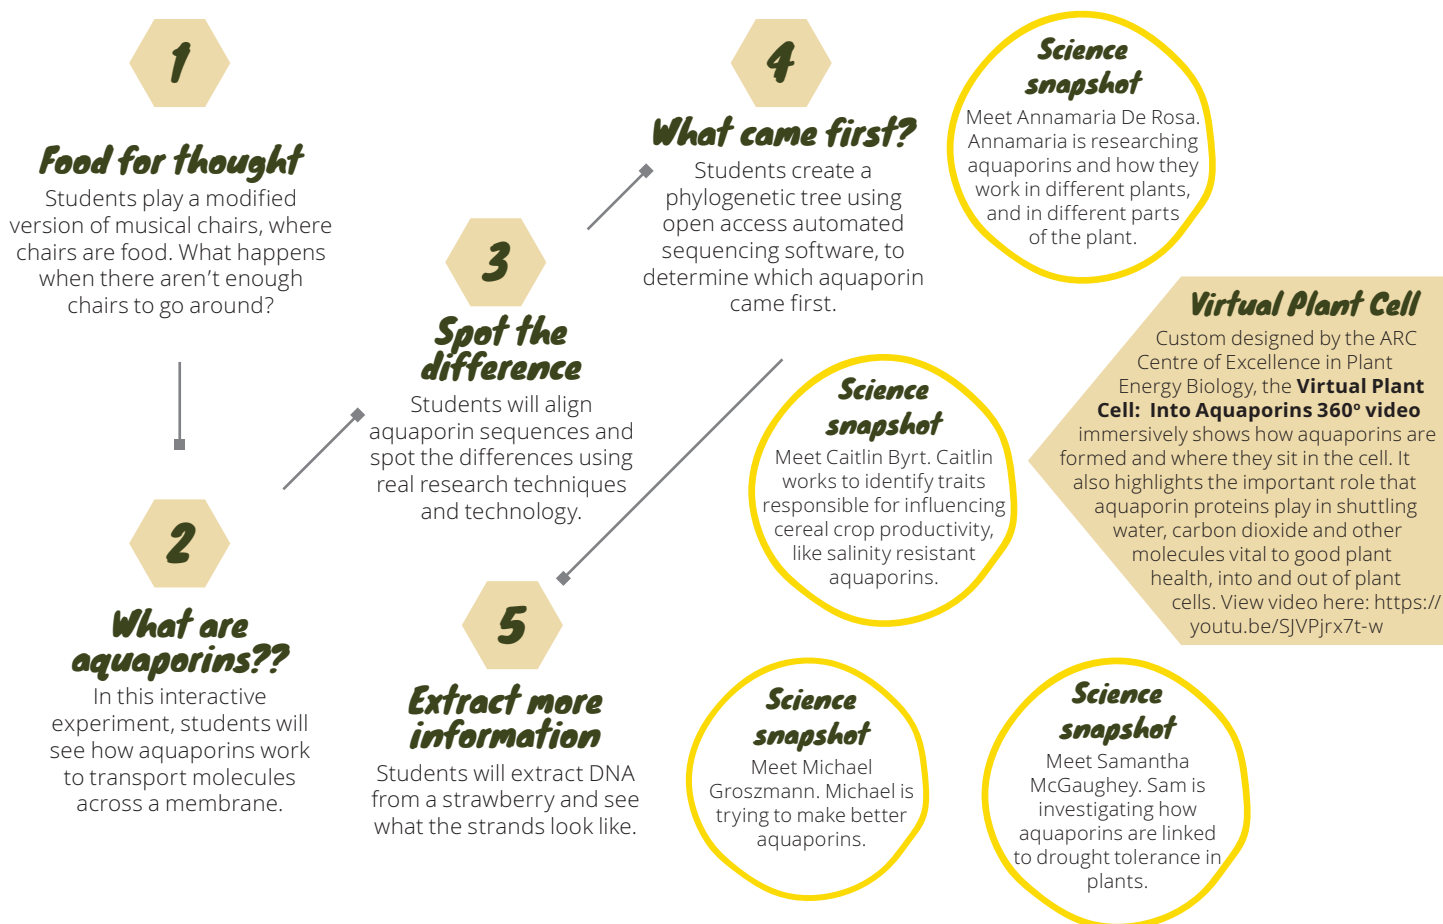 1
Food for thought
Students play a modified
version of musical chairs, where
chairs are food. What happens
when there aren’t enough
chairs to go around?
2
What are
aquaporins??
In this interactive
experiment, students will
see how aquaporins work
to transport molecules
across a membrane.
3
Spot the
difference
Students will align
aquaporin sequences and
spot the differences using
real research techniques
and technology.
4
What came first?
Students create a
phylogenetic tree using
open access automated
sequencing software, to
determine which aquaporin
came first.
5
Extract more
information
Students will extract DNA
from a strawberry and see
what the strands look like.
Science
snapshot
Meet Annamaria De Rosa.
Annamaria is researching
aquaporins and how they
work in different plants,
and in different parts
of the plant.
Science
snapshot
Meet Caitlin Byrt. Caitlin
works to identify traits
responsible for influencing
cereal crop productivity,
like salinity resistant
aquaporins.
Virtual Plant Cell
Custom designed by the ARC
Centre of Excellence in Plant
Energy Biology, the Virtual Plant
Cell: Into Aquaporins 360º video
immersively shows how aquaporins are
formed and where they sit in the cell. It
also highlights the important role that
aquaporin proteins play in shuttling
water, carbon dioxide and other
molecules vital to good plant
health, into and out of plant
cells. View video here: https://
youtu.be/SJVPjrx7t-w
Science
snapshot
Meet Michael
Groszmann. Michael is
trying to make better
aquaporins.
Science
snapshot
Meet Samantha
McGaughey. Sam is
investigating how
aquaporins are linked
to drought tolerance in
plants.